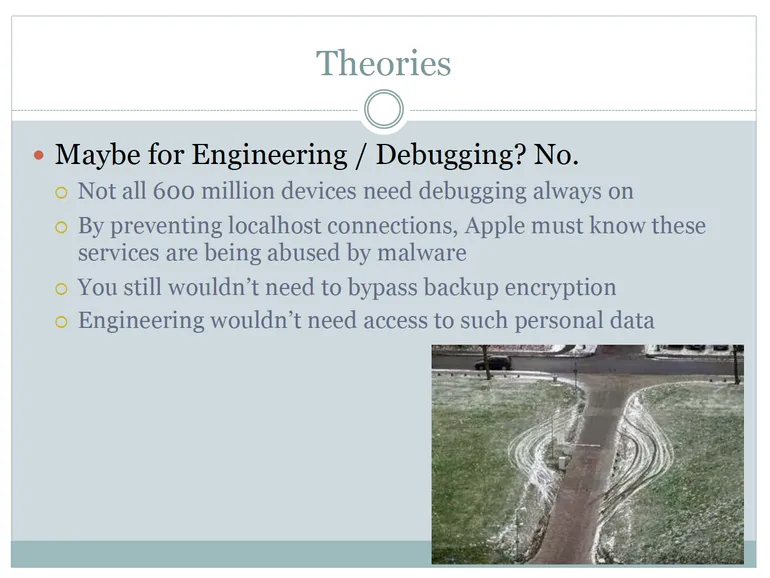 Theories
Maybe for Engineering / Debugging? No.
Not all 600 million devices need debugging always on
By preventing localhost connections, Apple must know these
services are being abused by malware
You still wouldn’t need to bypass backup encryption
Engineering wouldn’t need access to such personal data